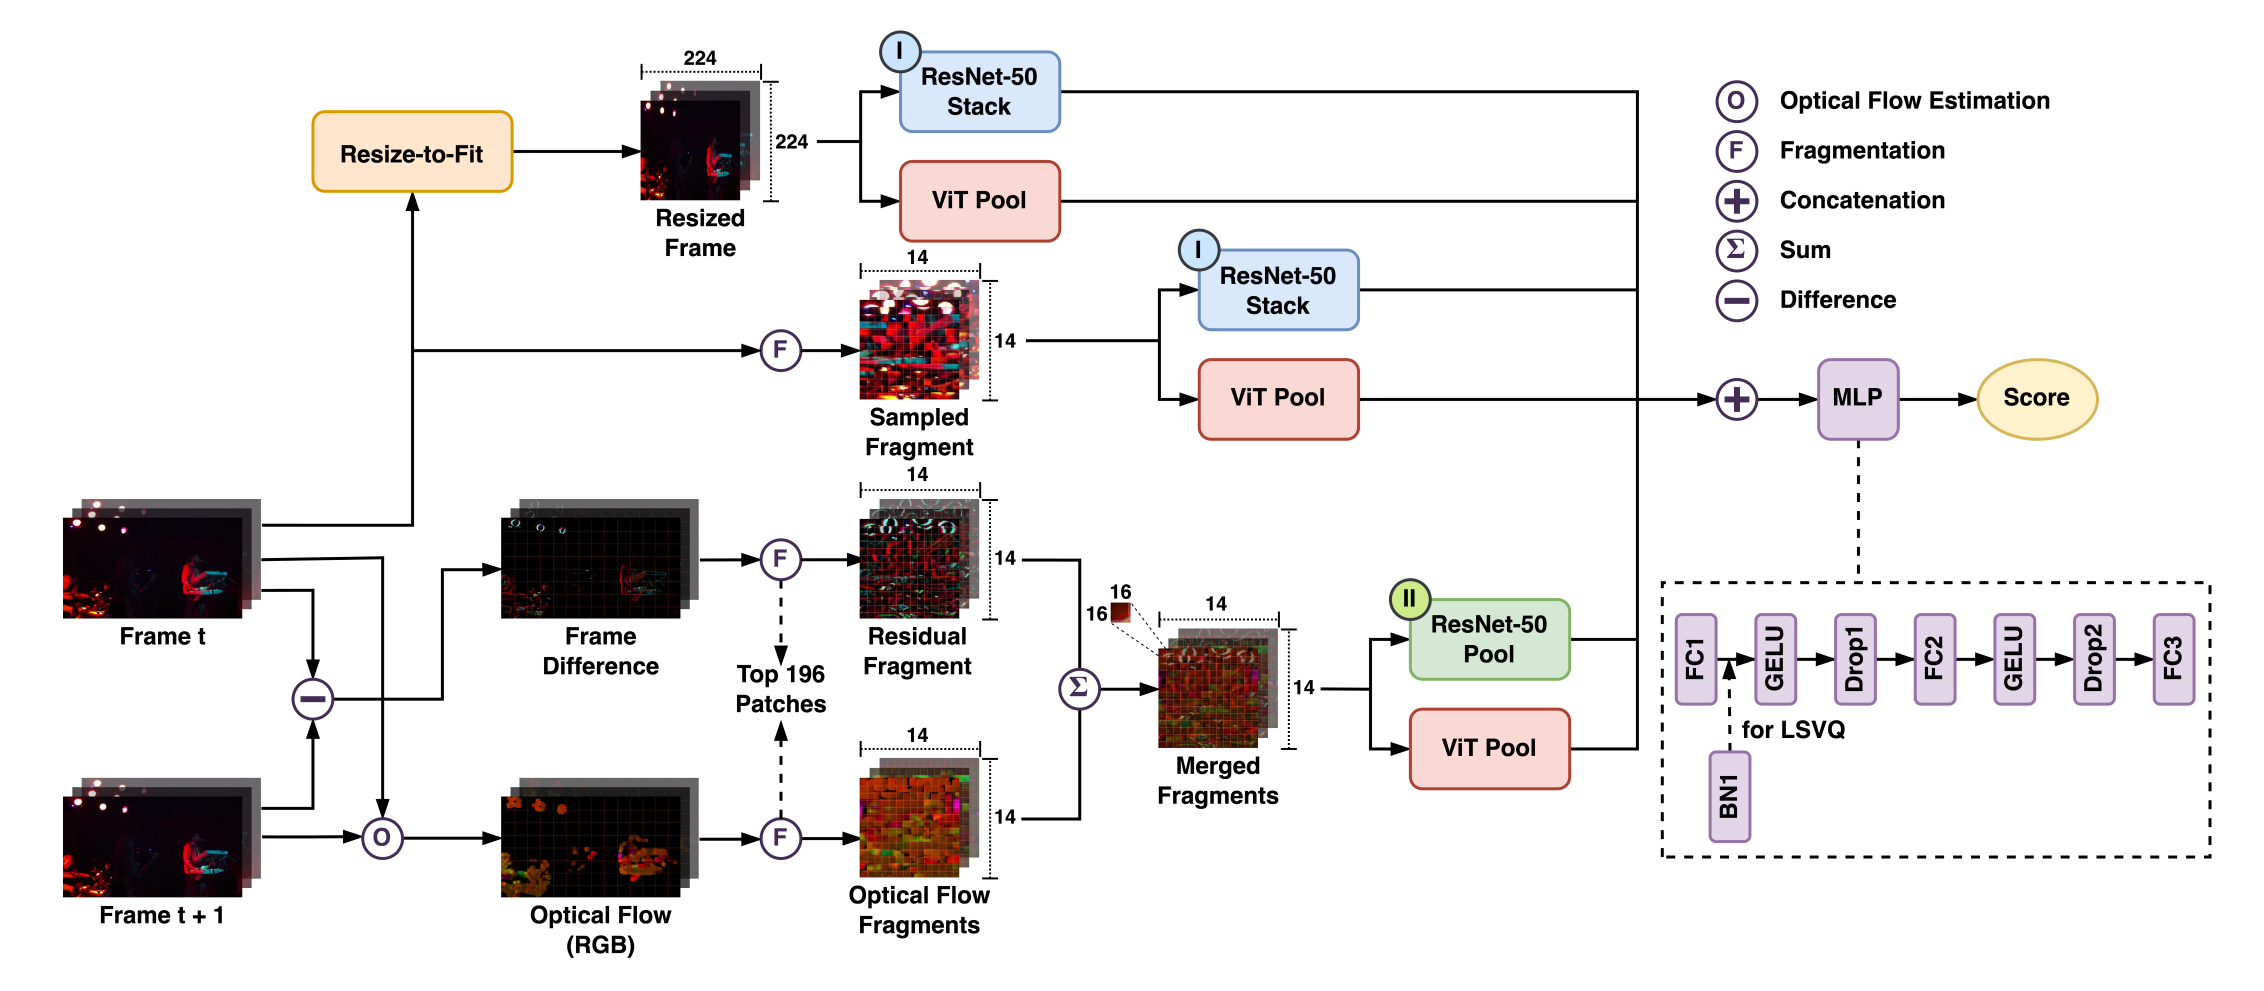 224
I
ResNet-50
Stack
Resize-to-Fit
224
ViT Pool
Resized
Frame
O
Optical Flow Estimation
F
Fragmentation
+
Concatenation
Σ
Sum
−
Difference
14
I
ResNet-50
Stack
F
14
ViT Pool
Sampled
Fragment
+
MLP
Score
14
F
14
Frame t
Frame
Difference
Residual
Fragment
Top 196
Patches
−
Σ
16
16
14
14
Merged
Fragments
II
ResNet-50
Pool
ViT Pool
14
O
F
14
Frame t + 1
Optical Flow
(RGB)
Optical Flow
Fragments
FC1
GELU
Drop1
FC2
GELU
Drop2
FC3
for LSVQ
BN1